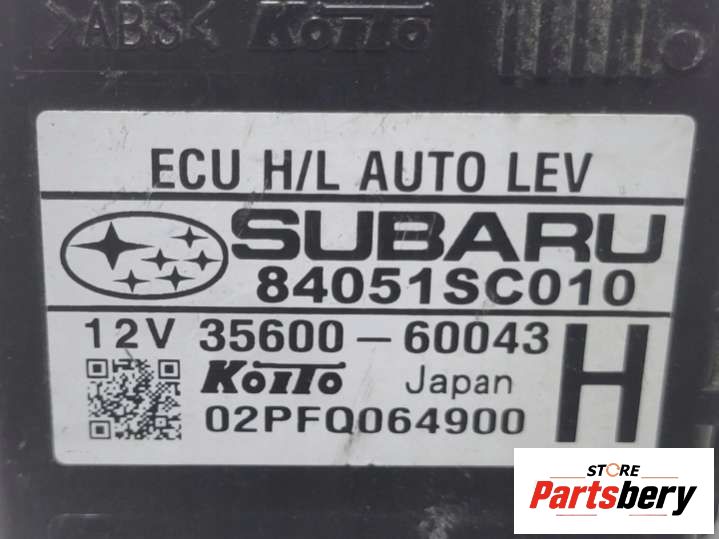 >ABS< KOITO
ECU H/L AUTO LEV
SUBARU
84051SC010
12V 35600-60043 H
KOITO Japan
02PFQ064900
STORE
Partsbery